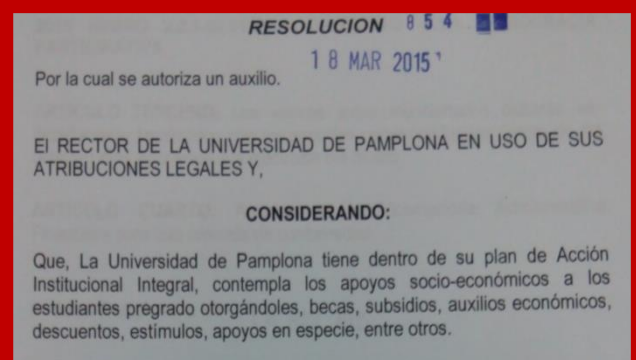 RESOLUCION 854
18 MAR 2015
Por la cual se autoriza un auxilio.
El RECTOR DE LA UNIVERSIDAD DE PAMPLONA EN USO DE SUS
ATRIBUCIONES LEGALES Y,
CONSIDERANDO:
Que, La Universidad de Pamplona tiene dentro de su plan de Acción
Institucional Integral, contempla los apoyos socio-económicos a los
estudiantes pregrado otorgándoles, becas, subsidios, auxilios económicos,
descuentos, estímulos, apoyos en especie, entre otros.